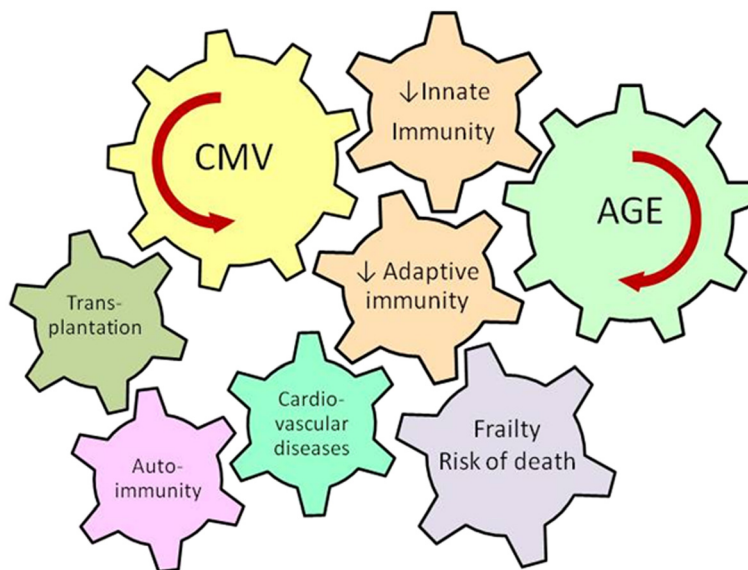 CMV
↓Innate
Immunity
AGE
↓ Adaptive
immunity
Trans-
plantation
Cardio-
vascular
diseases
Frailty
Risk of death
Auto-
immunity